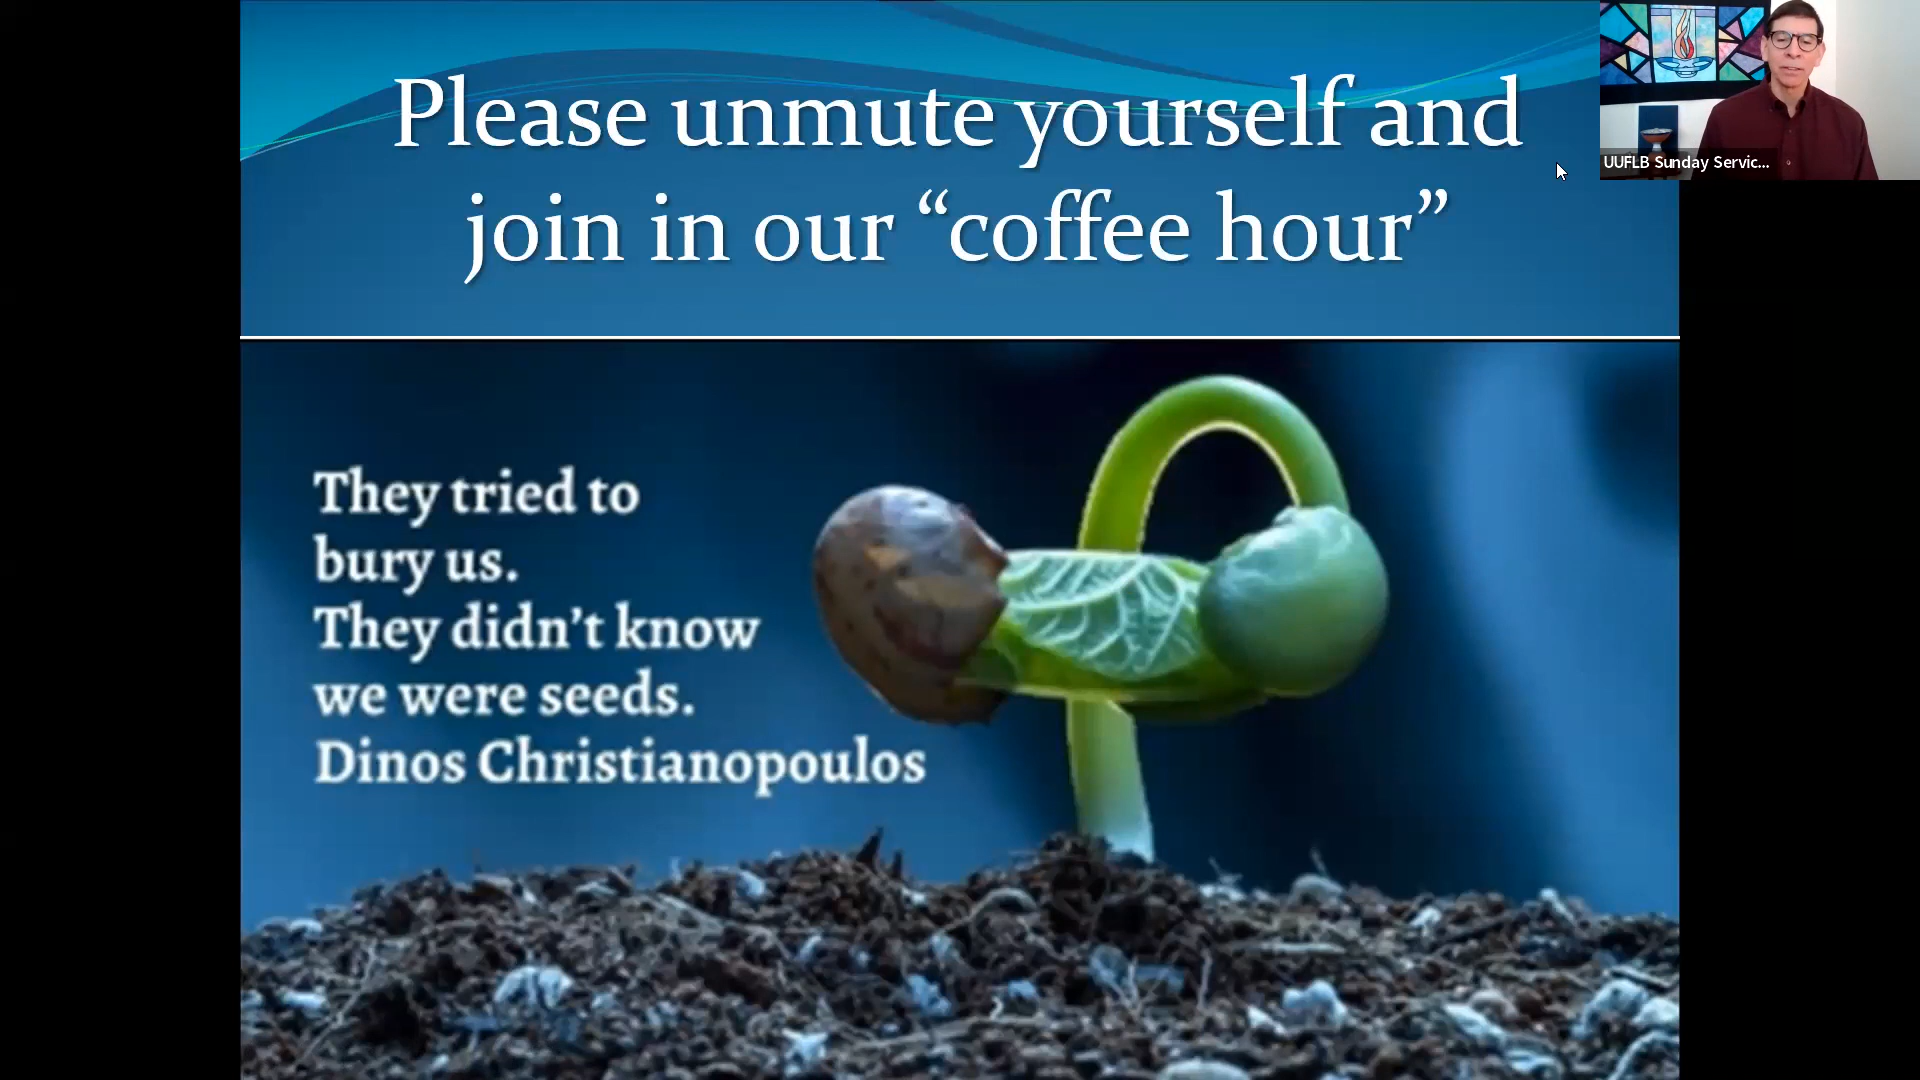 Please unmute yourself and
join in our “coffee hour”
UUFLB Sunday Servic...
They tried to
bury us.
They didn’t know
we were seeds.
Dinos Christianopoulos